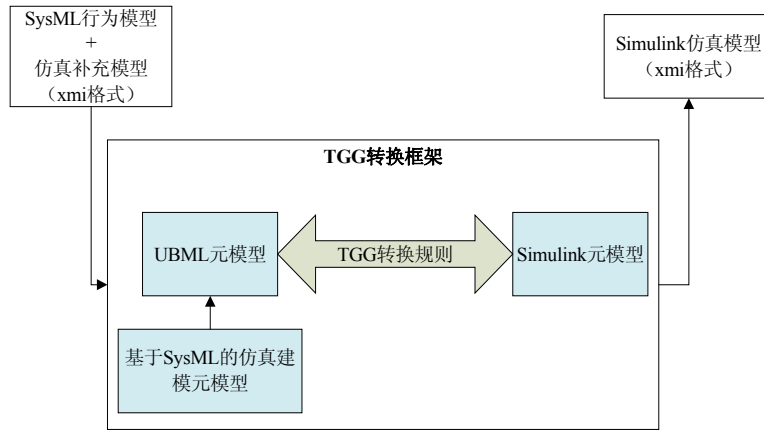 SysML行为模型
+
仿真补充模型
（xmi格式）
Simulink仿真模型
（xmi格式）
TGG转换框架
UBML元模型
TGG转换规则
Simulink元模型
基于SysML的仿真建
模元模型